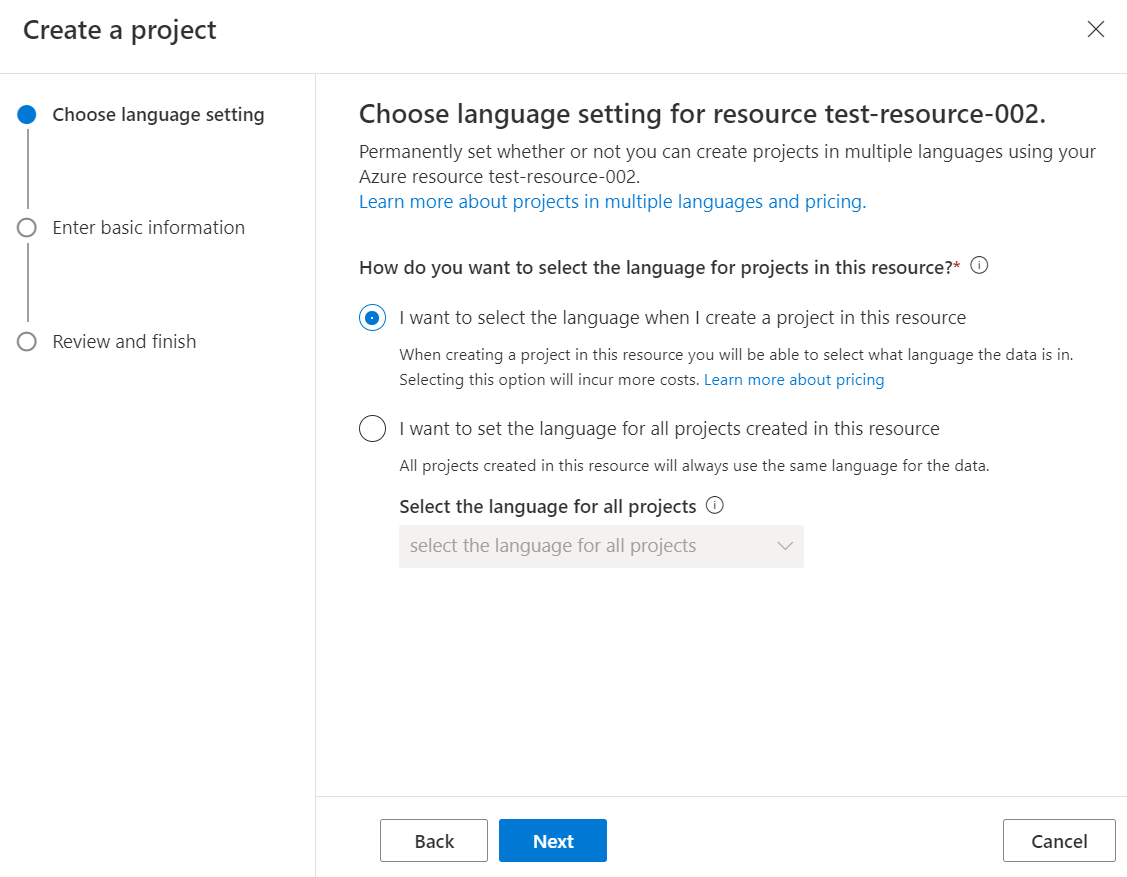 Create a project
Choose language setting
Enter basic information
Review and finish
Choose language setting for resource test-resource-002.
Permanently set whether or not you can create projects in multiple languages using your
Azure resource test-resource-002.
Learn more about projects in multiple languages and pricing.
How do you want to select the language for projects in this resource?*
I want to select the language when I create a project in this resource
When creating a project in this resource you will be able to select what language the data is in.
Selecting this option will incur more costs. Learn more about pricing
I want to set the language for all projects created in this resource
All projects created in this resource will always use the same language for the data.
Select the language for all projects
select the language for all projects
Back
Next
Cancel